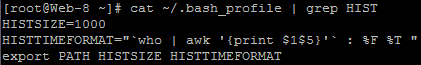 [root@Web-8 ~]# cat ~/.bash_profile | grep HIST
HISTSIZE=1000
HISTTIMEFORMAT="`who | awk '{print $1$5}'` : %F %T "
export PATH HISTSIZE HISTTIMEFORMAT